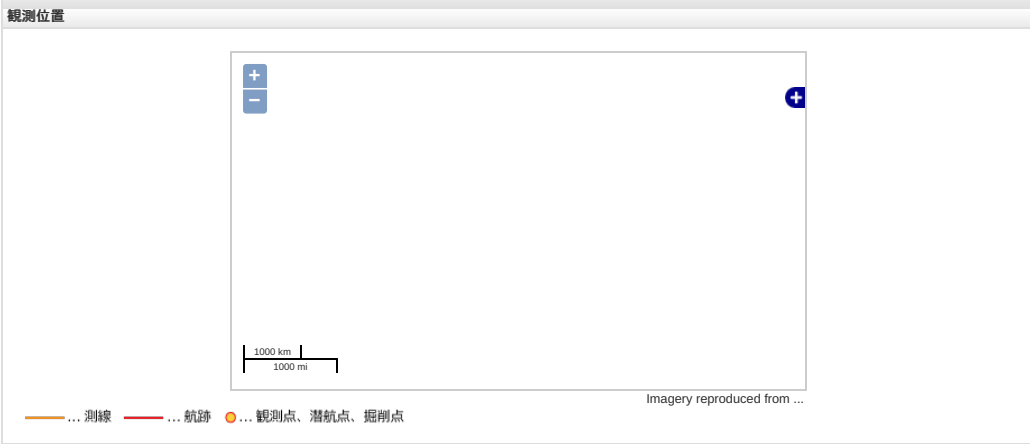 観測位置
+
−
+
1000 km
1000 mi
Imagery reproduced from ...
... 測線 ... 航跡 ... 観測点、潜航点、掘削点